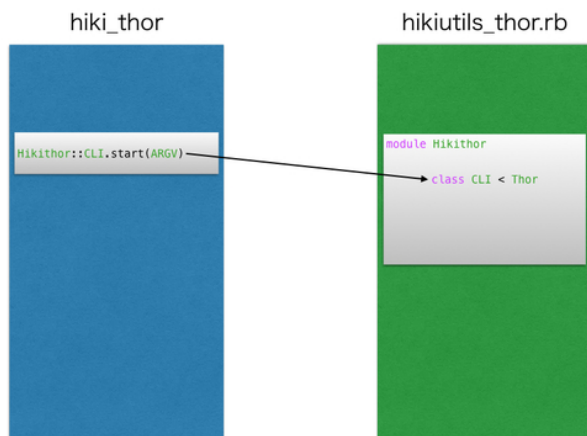 hiki_thor
hikiutils_thor.rb
Hikithor::CLI.start(ARGV)
module Hikithor
class CLI < Thor